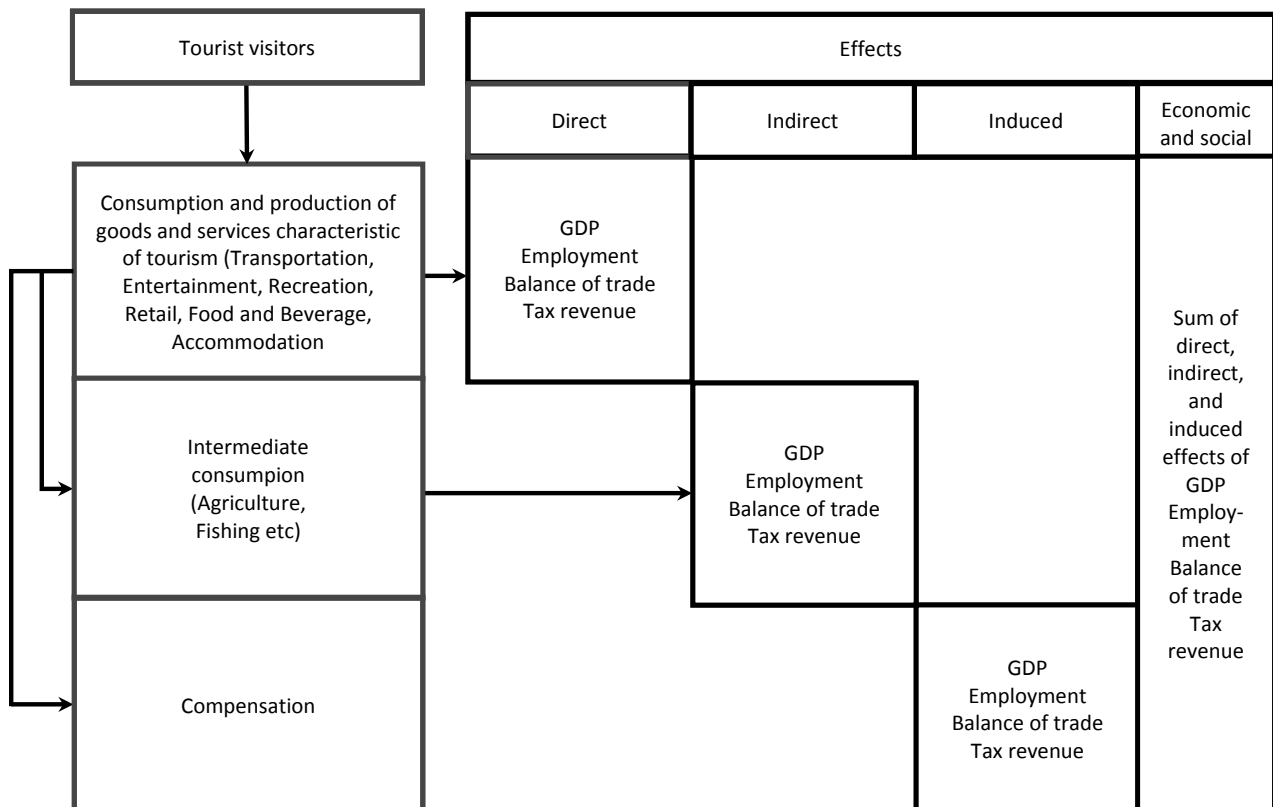 Tourist visitors
Effects
Direct
Indirect
Induced
Economic
and social
Consumption and production of
goods and services characteristic
of tourism (Transportation,
Entertainment, Recreation,
Retail, Food and Beverage,
Accommodation
GDP
Employment
Balance of trade
Tax revenue
Intermediate
consumpion
(Agriculture,
Fishing etc)
GDP
Employment
Balance of trade
Tax revenue
Compensation
GDP
Employment
Balance of trade
Tax revenue
Sum of
direct,
indirect,
and
induced
effects of
GDP
Employ-
ment
Balance
of trade
Tax
revenue